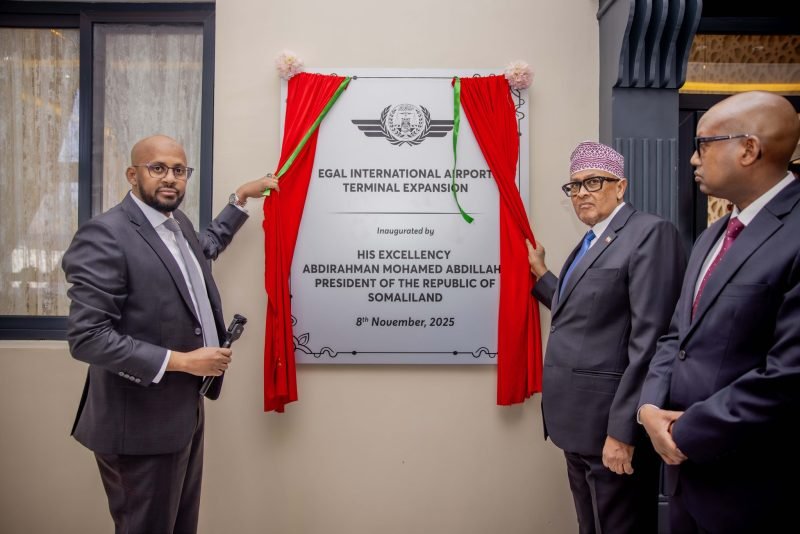 EGAL INTERNATIONAL AIRPORT
TERMINAL EXPANSION
Inaugurated by
HIS EXCELLENCY
ABDIRAHMAN MOHAMED ABDILLAH
PRESIDENT OF THE REPUBLIC OF
SOMALILAND
8th November, 2025